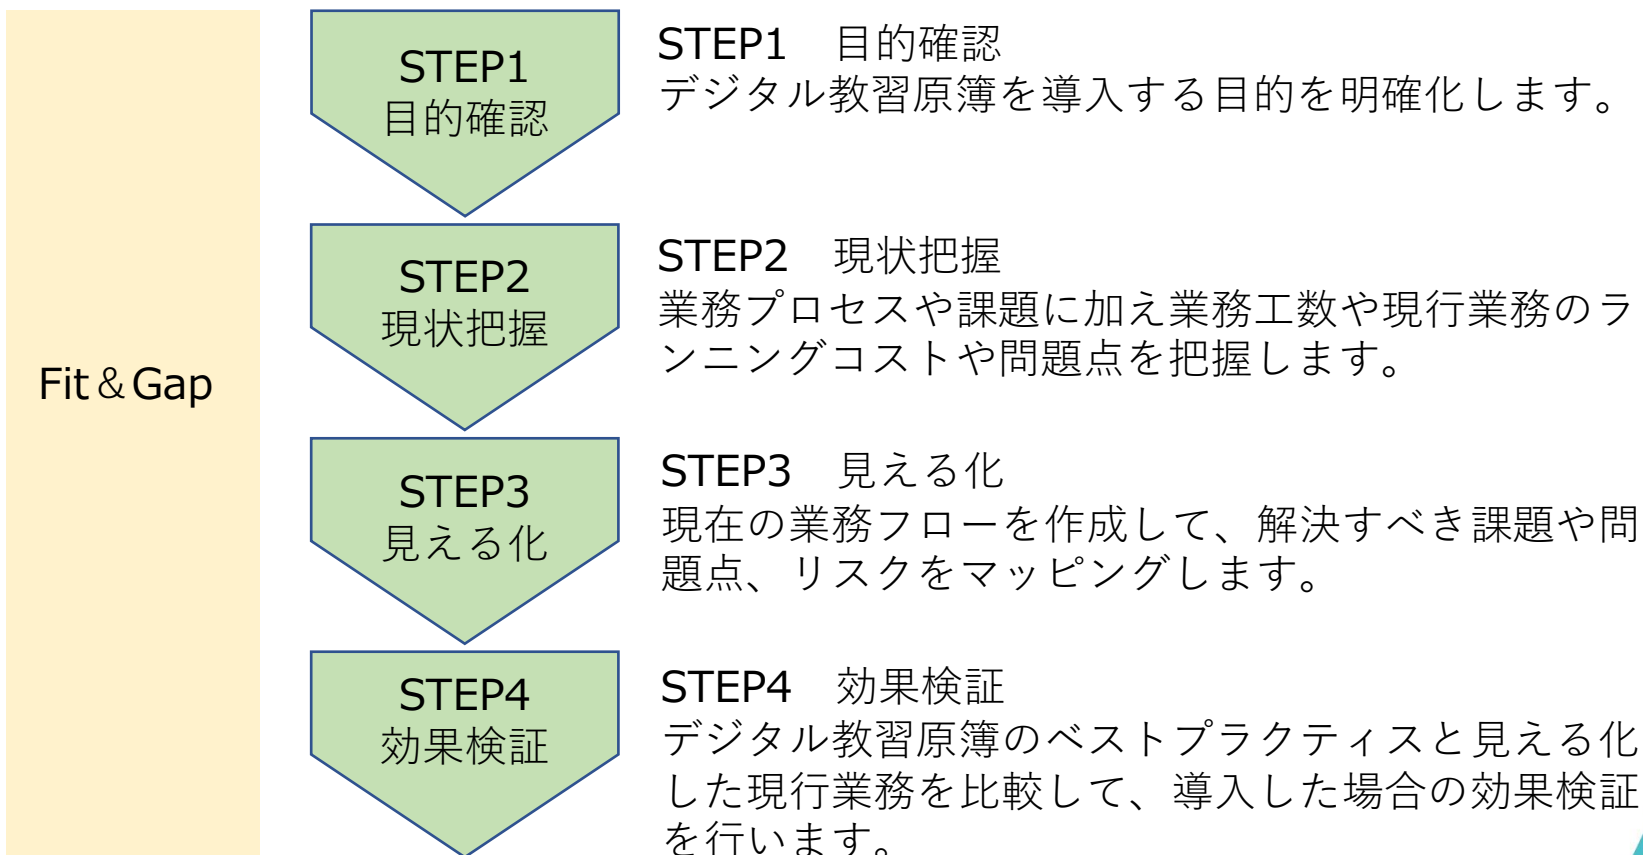 Fit＆Gap
STEP1
目的確認
STEP1　目的確認
デジタル教習原簿を導入する目的を明確化します。
STEP2
現状把握
STEP2　現状把握
業務プロセスや課題に加え業務工数や現行業務のラ
ンニングコストや問題点を把握します。
STEP3
見える化
STEP3　見える化
現在の業務フローを作成して、解決すべき課題や問
題点、リスクをマッピングします。
STEP4
効果検証
STEP4　効果検証
デジタル教習原簿のベストプラクティスと見える化
した現行業務を比較して、導入した場合の効果検証
を行います。